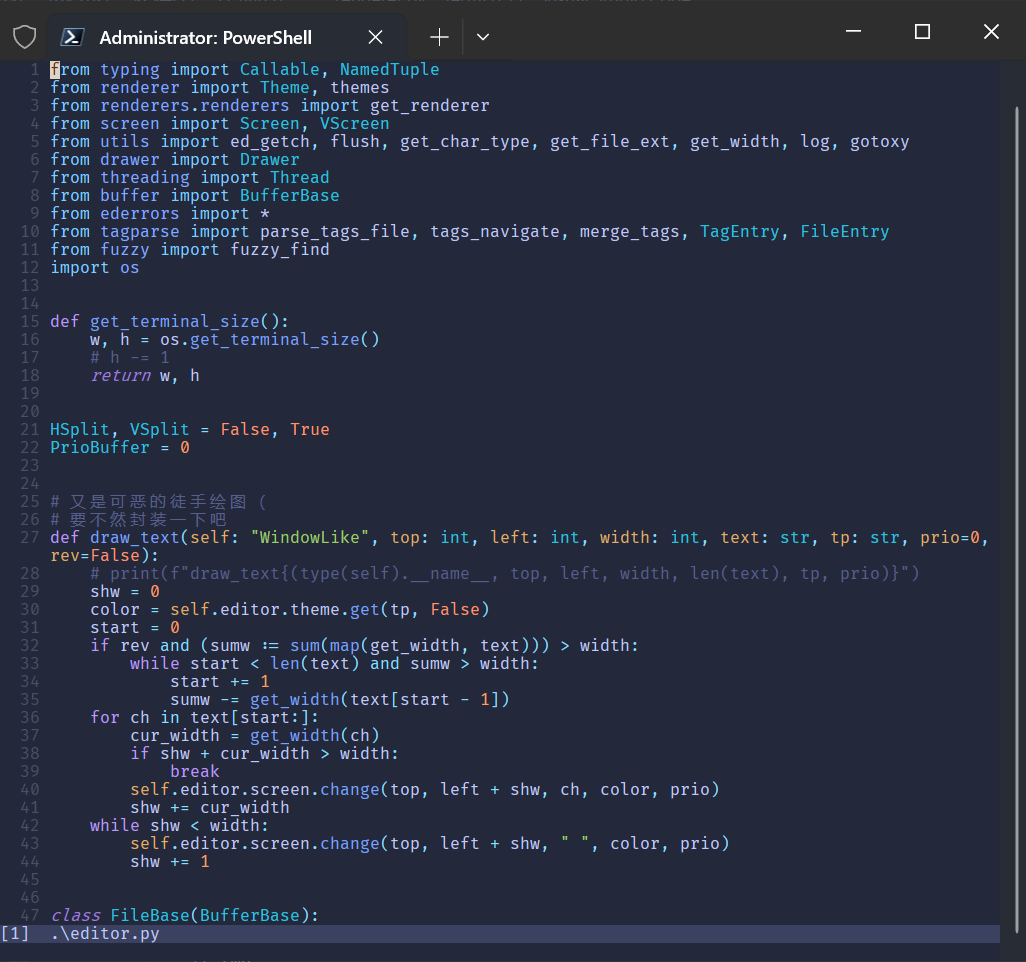 Administrator: PowerShell
1 from typing import Callable, NamedTuple
2 from renderer import Theme, themes
3 from renderers.renderers import get_renderer
4 from screen import Screen, VScreen
5 from utils import ed_getch, flush, get_char_type, get_file_ext, get_width, log, gotoxy
6 from drawer import Drawer
7 from threading import Thread
8 from buffer import BufferBase
9 from ederrors import *
10 from tagparse import parse_tags_file, tags_navigate, merge_tags, TagEntry, FileEntry
11 from fuzzy import fuzzy_find
12 import os
13
14
15 def get_terminal_size():
16     w, h = os.get_terminal_size()
17     # h -= 1
18     return w, h
19
20
21 HSplit, VSplit = False, True
22 PrioBuffer = 0
23
24
25 # 又是可恶的徒手绘图（
26 # 要不然封装一下吧
27 def draw_text(self: "WindowLike", top: int, left: int, width: int, text: str, tp: str, prio=0,
rev=False):
28     # print(f"draw_text{(type(self).__name__, top, left, width, len(text), tp, prio)}")
29     shw = 0
30     color = self.editor.theme.get(tp, False)
31     start = 0
32     if rev and (sumw := sum(map(get_width, text))) > width:
33         while start < len(text) and sumw > width:
34             start += 1
35             sumw -= get_width(text[start - 1])
36     for ch in text[start:]:
37         cur_width = get_width(ch)
38         if shw + cur_width > width:
39             break
40         self.editor.screen.change(top, left + shw, ch, color, prio)
41         shw += cur_width
42     while shw < width:
43         self.editor.screen.change(top, left + shw, " ", color, prio)
44         shw += 1
45
46
47 class FileBase(BufferBase):
[1] .\editor.py